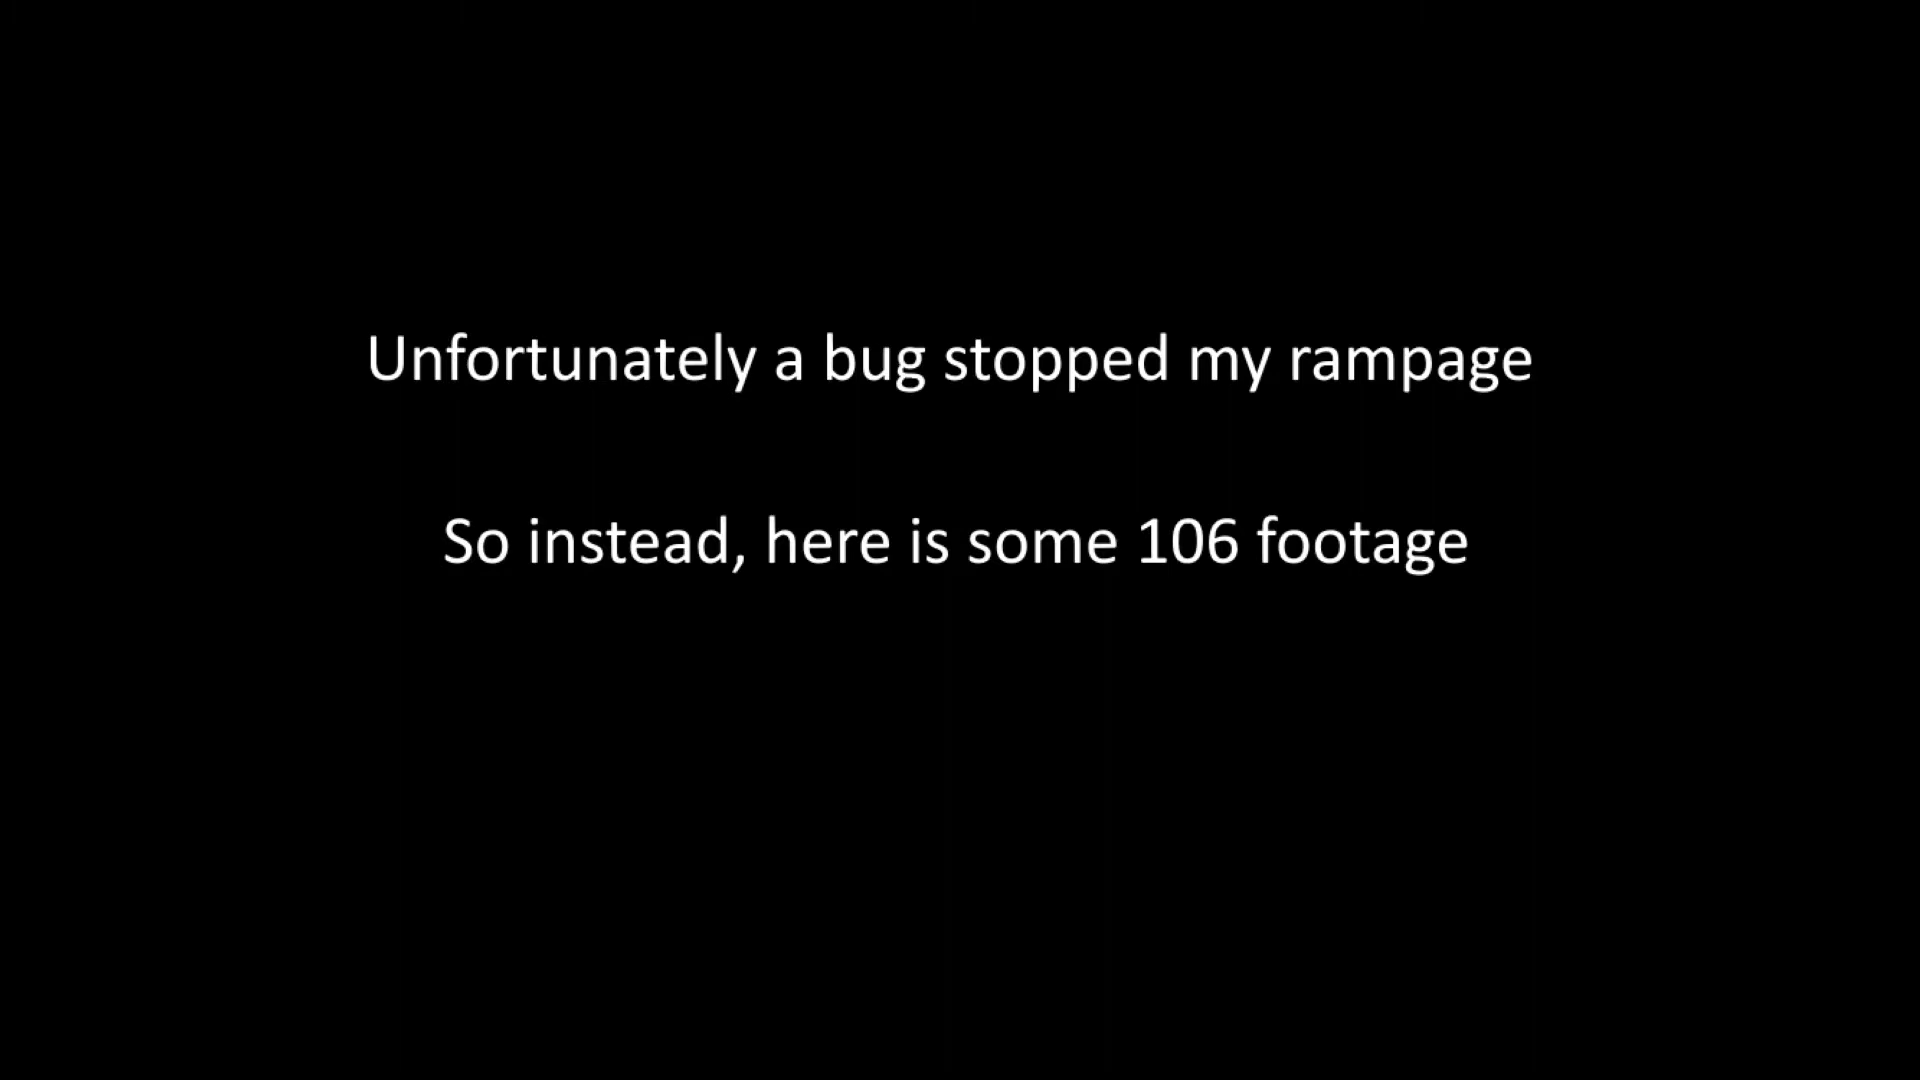 Unfortunately a bug stopped my rampage
So instead, here is some 106 footage